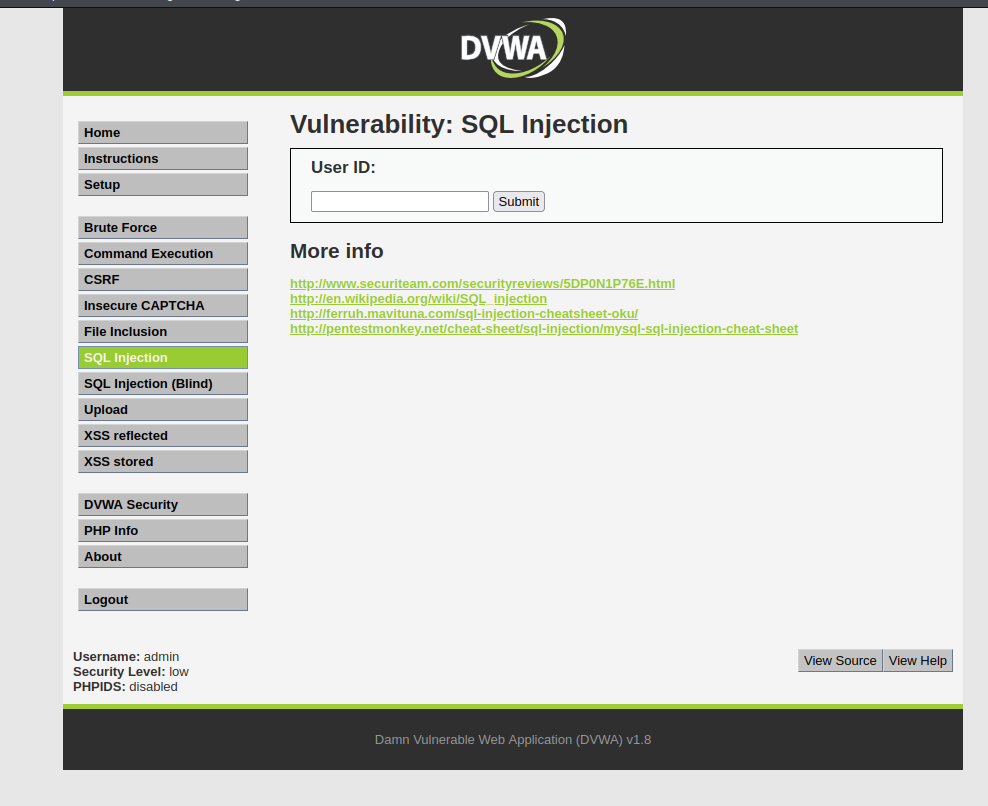 DVWA
Home
Instructions
Setup
Brute Force
Command Execution
CSRF
Insecure CAPTCHA
File Inclusion
SQL Injection
SQL Injection (Blind)
Upload
XSS reflected
XSS stored
DVWA Security
PHP Info
About
Logout
Vulnerability: SQL Injection
User ID:
Submit
More info
http://www.securiteam.com/securityreviews/5DP0N1P76E.html
http://en.wikipedia.org/wiki/SQL_injection
http://ferruh.mavituna.com/sql-injection-cheatsheet-oku/
http://pentestmonkey.net/cheat-sheet/sql-injection/mysql-sql-injection-cheat-sheet
Username: admin
Security Level: low
PHPIDS: disabled
View Source View Help
Damn Vulnerable Web Application (DVWA) v1.8